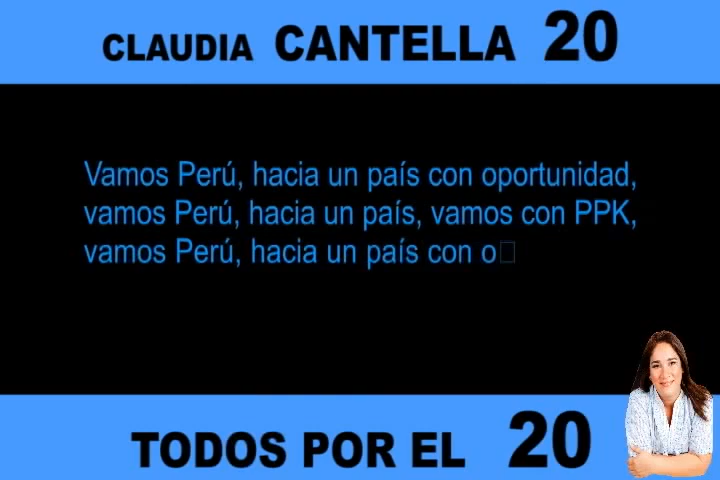 CLAUDIA CANTELLA 20
Vamos Perú, hacia un país con oportunidad,
vamos Perú, hacia un país, vamos con PPK,
vamos Perú, hacia un país con o
TODOS POR EL 20